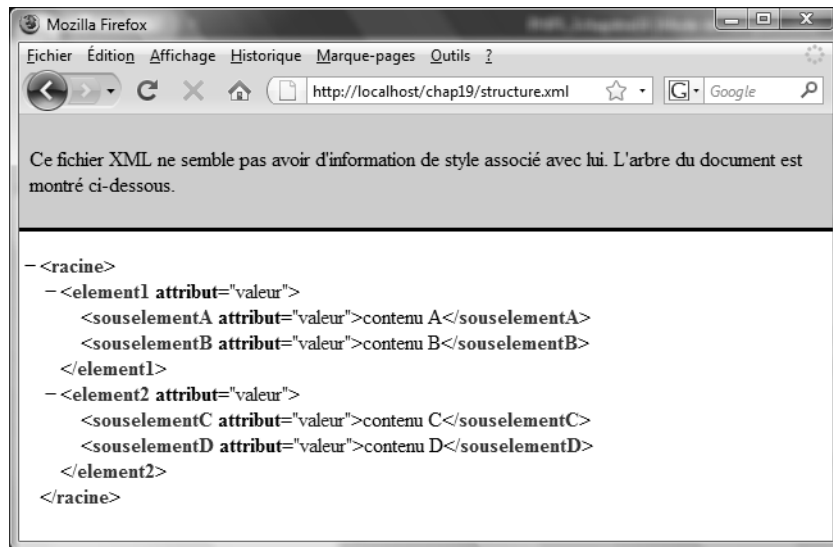 Mozilla Firefox
Fichier Édition Affichage Historique Marque-pages Outils ?
http://localhost/chap19/structure.xml
G Google
Ce fichier XML ne semble pas avoir d'information de style associé avec lui. L'arbre du document est
montré ci-dessous.
– <racine>
– <element1 attribut="valeur">
<souselementA attribut="valeur">contenu A</souselementA>
<souselementB attribut="valeur">contenu B</souselementB>
</element1>
– <element2 attribut="valeur">
<souselementC attribut="valeur">contenu C</souselementC>
<souselementD attribut="valeur">contenu D</souselementD>
</element2>
</racine>